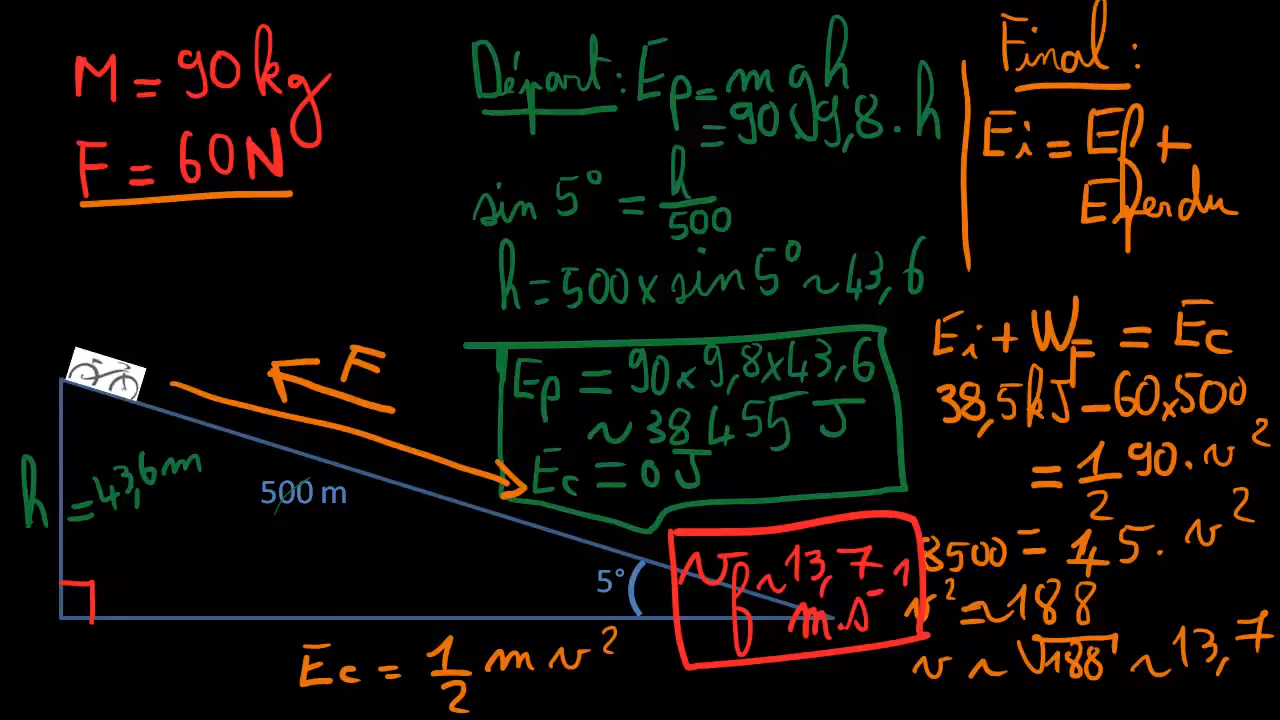 M = 90 kg
F = 60 N
Départ : Ep = m g h
= 90 × 9,8 . h
sin 5° = h / 500
h = 500 × sin 5° ~ 43,6
Ep = 90 × 9,8 × 43,6
~ 38 455 J
Ec = 0 J
Final :
Ei = Ep +
Eperdu
Ei + W_F = Ec
38,5 kJ - 60 × 500
= 1/2 90 . v²
8500 = 45 . v²
v² = ~188
v ~ √188 ~ 13,7
F
500 m
h = 43,6 m
5°
vf ~ 13,7
m.s⁻¹
Ec = 1/2 m v²